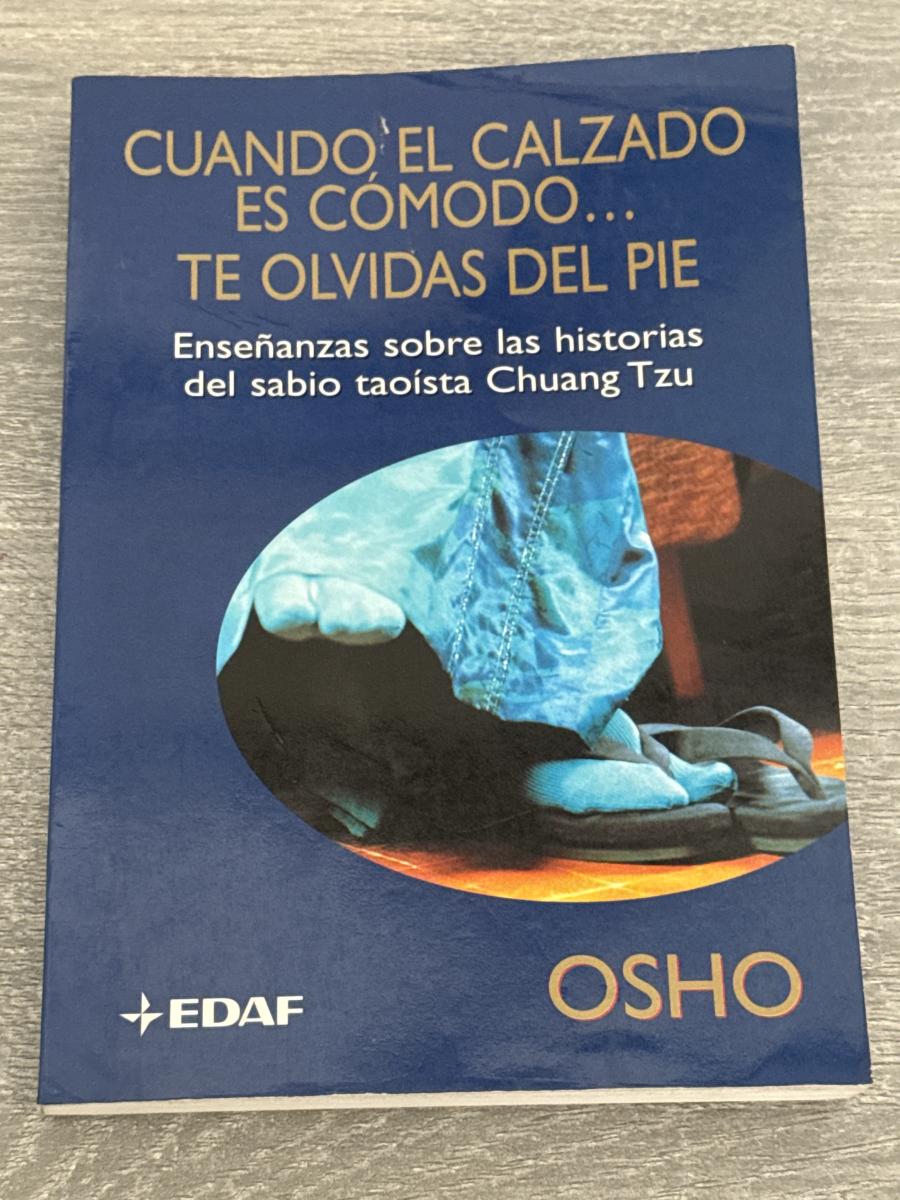 CUANDO EL CALZADO
ES CÓMODO...
TE OLVIDAS DEL PIE
Enseñanzas sobre las historias
del sabio taoísta Chuang Tzu
OSHO
EDAF